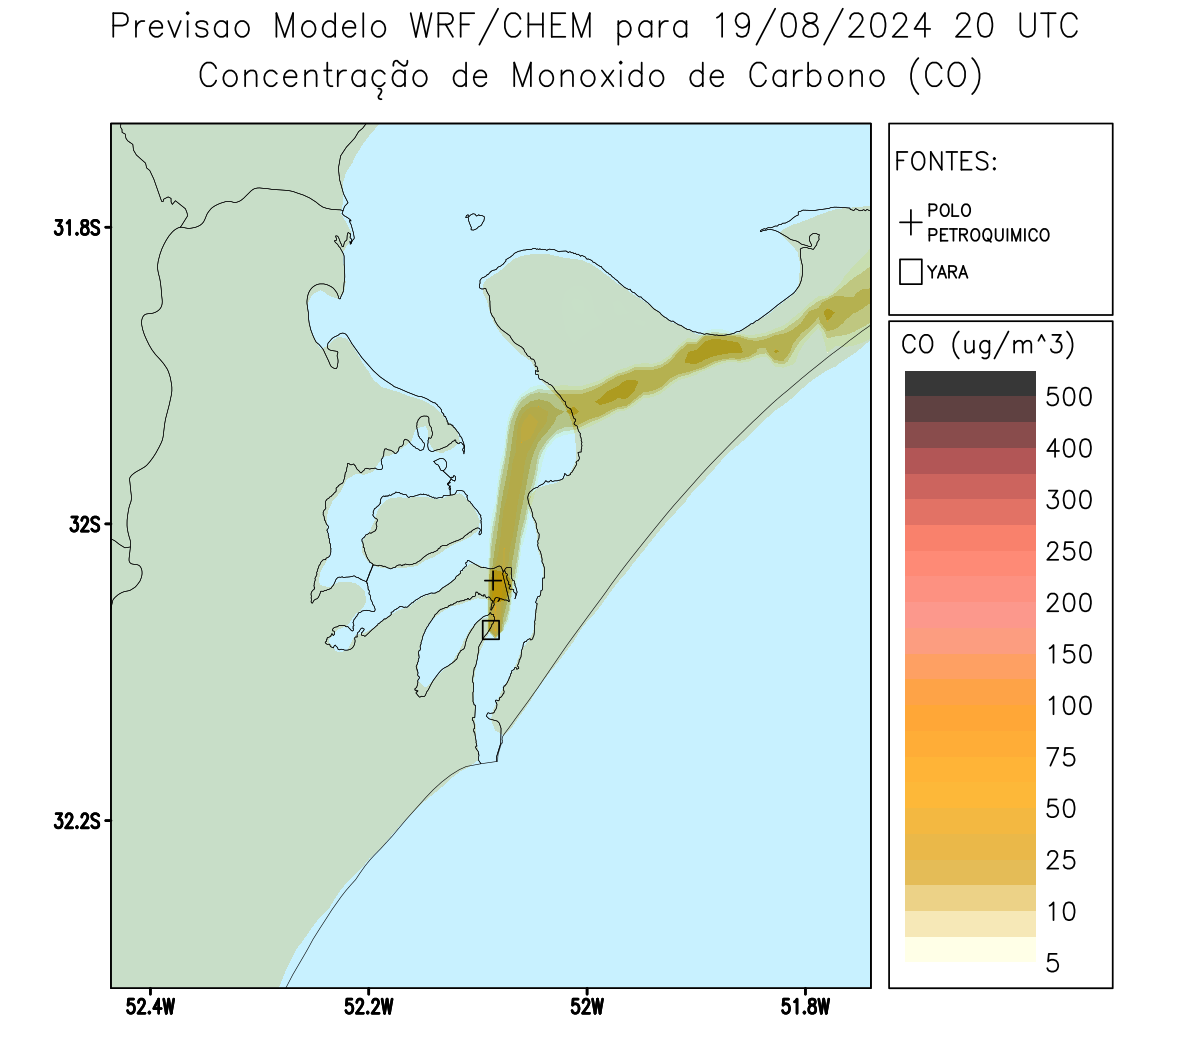 Previsao Modelo WRF/CHEM para 19/08/2024 20 UTC
Concentração de Monoxido de Carbono (CO)
FONTES:
POLO
PETROQUIMICO
YARA
31.8S
32S
32.2S
52.4W
52.2W
52W
51.8W
CO (ug/m^3)
500
400
300
250
200
150
100
75
50
25
10
5